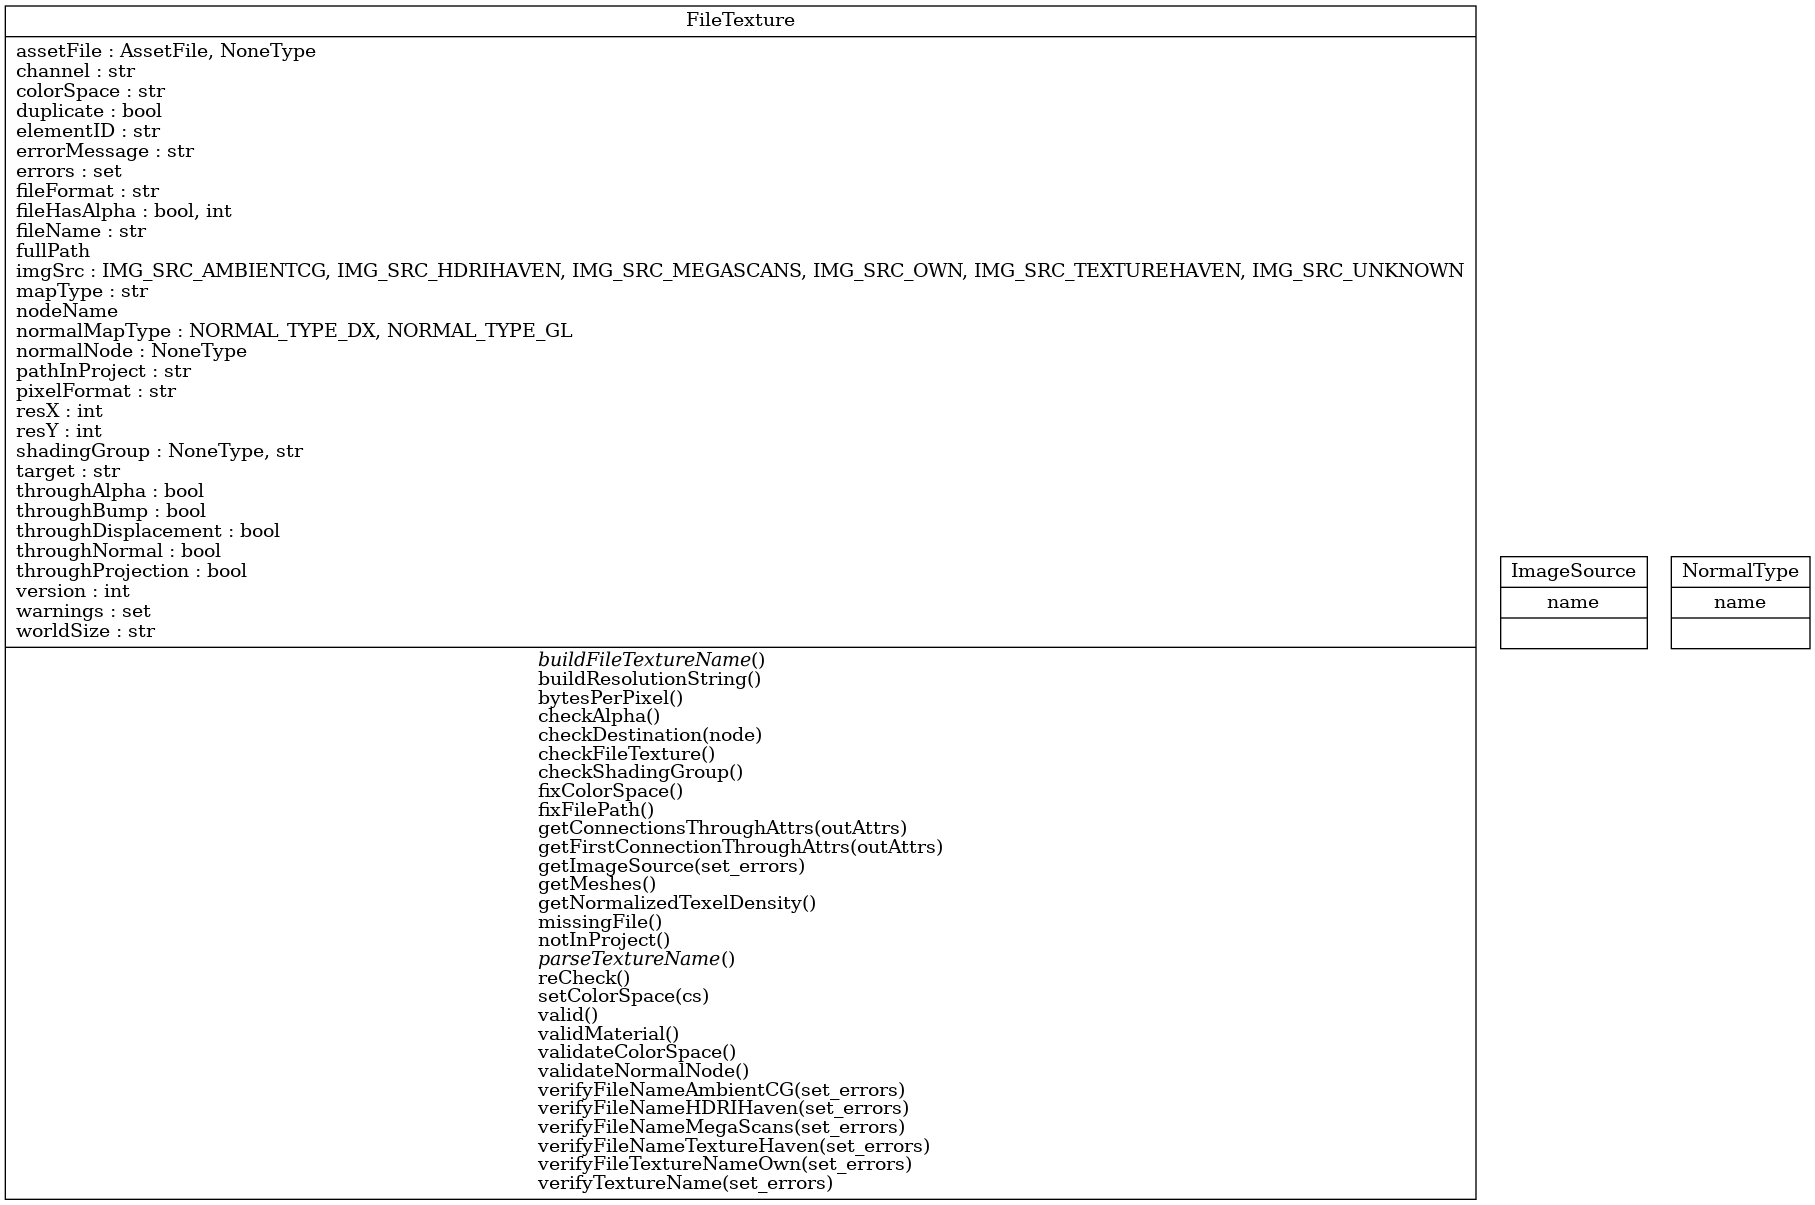 FileTexture
assetFile : AssetFile, NoneType
channel : str
colorSpace : str
duplicate : bool
elementID : str
errorMessage : str
errors : set
fileFormat : str
fileHasAlpha : bool, int
fileName : str
fullPath
imgSrc : IMG_SRC_AMBIENTCG, IMG_SRC_HDRIHAVEN, IMG_SRC_MEGASCANS, IMG_SRC_OWN, IMG_SRC_TEXTUREHAVEN, IMG_SRC_UNKNOWN
mapType : str
nodeName
normalMapType : NORMAL_TYPE_DX, NORMAL_TYPE_GL
normalNode : NoneType
pathInProject : str
pixelFormat : str
resX : int
resY : int
shadingGroup : NoneType, str
target : str
throughAlpha : bool
throughBump : bool
throughDisplacement : bool
throughNormal : bool
throughProjection : bool
version : int
warnings : set
worldSize : str
buildFileTextureName()
buildResolutionString()
bytesPerPixel()
checkAlpha()
checkDestination(node)
checkFileTexture()
checkShadingGroup()
fixColorSpace()
fixFilePath()
getConnectionsThroughAttrs(outAttrs)
getFirstConnectionThroughAttrs(outAttrs)
getImageSource(set_errors)
getMeshes()
getNormalizedTexelDensity()
missingFile()
notInProject()
parseTextureName()
reCheck()
setColorSpace(cs)
valid()
validMaterial()
validateColorSpace()
validateNormalNode()
verifyFileNameAmbientCG(set_errors)
verifyFileNameHDRIHaven(set_errors)
verifyFileNameMegaScans(set_errors)
verifyFileNameTextureHaven(set_errors)
verifyFileTextureNameOwn(set_errors)
verifyTextureName(set_errors)
ImageSource
name
NormalType
name